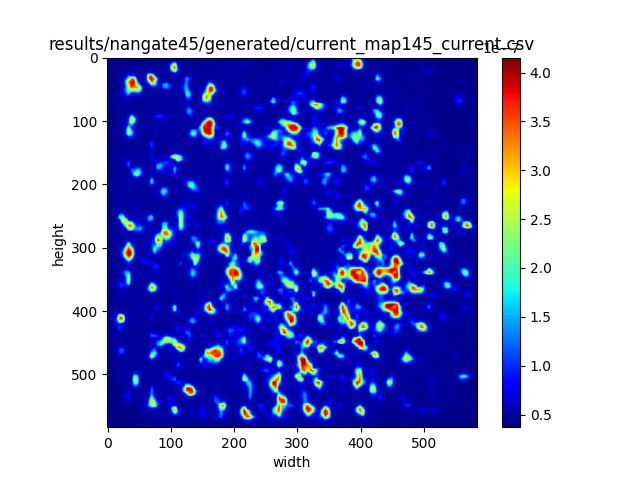 results/nangate45/generated/current_map145_current.csv
1e−7
0
100
200
300
400
500
height
0 100 200 300 400 500
width
4.0
3.5
3.0
2.5
2.0
1.5
1.0
0.5